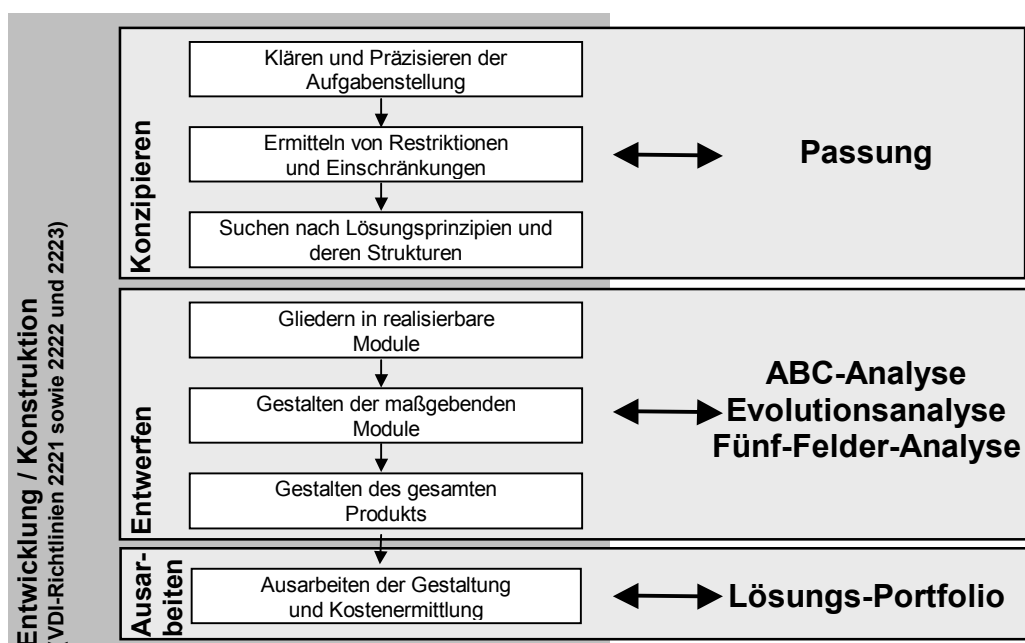 Entwicklung / Konstruktion
(VDI-Richtlinien 2221 sowie 2222 und 2223)
Konzipieren
Klären und Präzisieren der
Aufgabenstellung
Ermitteln von Restriktionen
und Einschränkungen
Suchen nach Lösungsprinzipien und
deren Strukturen
Passung
Entwerfen
Gliedern in realisierbare
Module
Gestalten der maßgebenden
Module
Gestalten des gesamten
Produkts
ABC-Analyse
Evolutionsanalyse
Fünf-Felder-Analyse
Ausar-
beiten
Ausarbeiten der Gestaltung
und Kostenermittlung
Lösungs-Portfolio